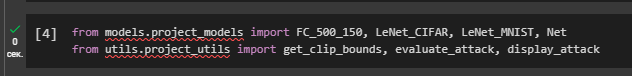 [4] from models.project_models import FC_500_150, LeNet_CIFAR, LeNet_MNIST, Net
0 from utils.project_utils import get_clip_bounds, evaluate_attack, display_attack
сек.